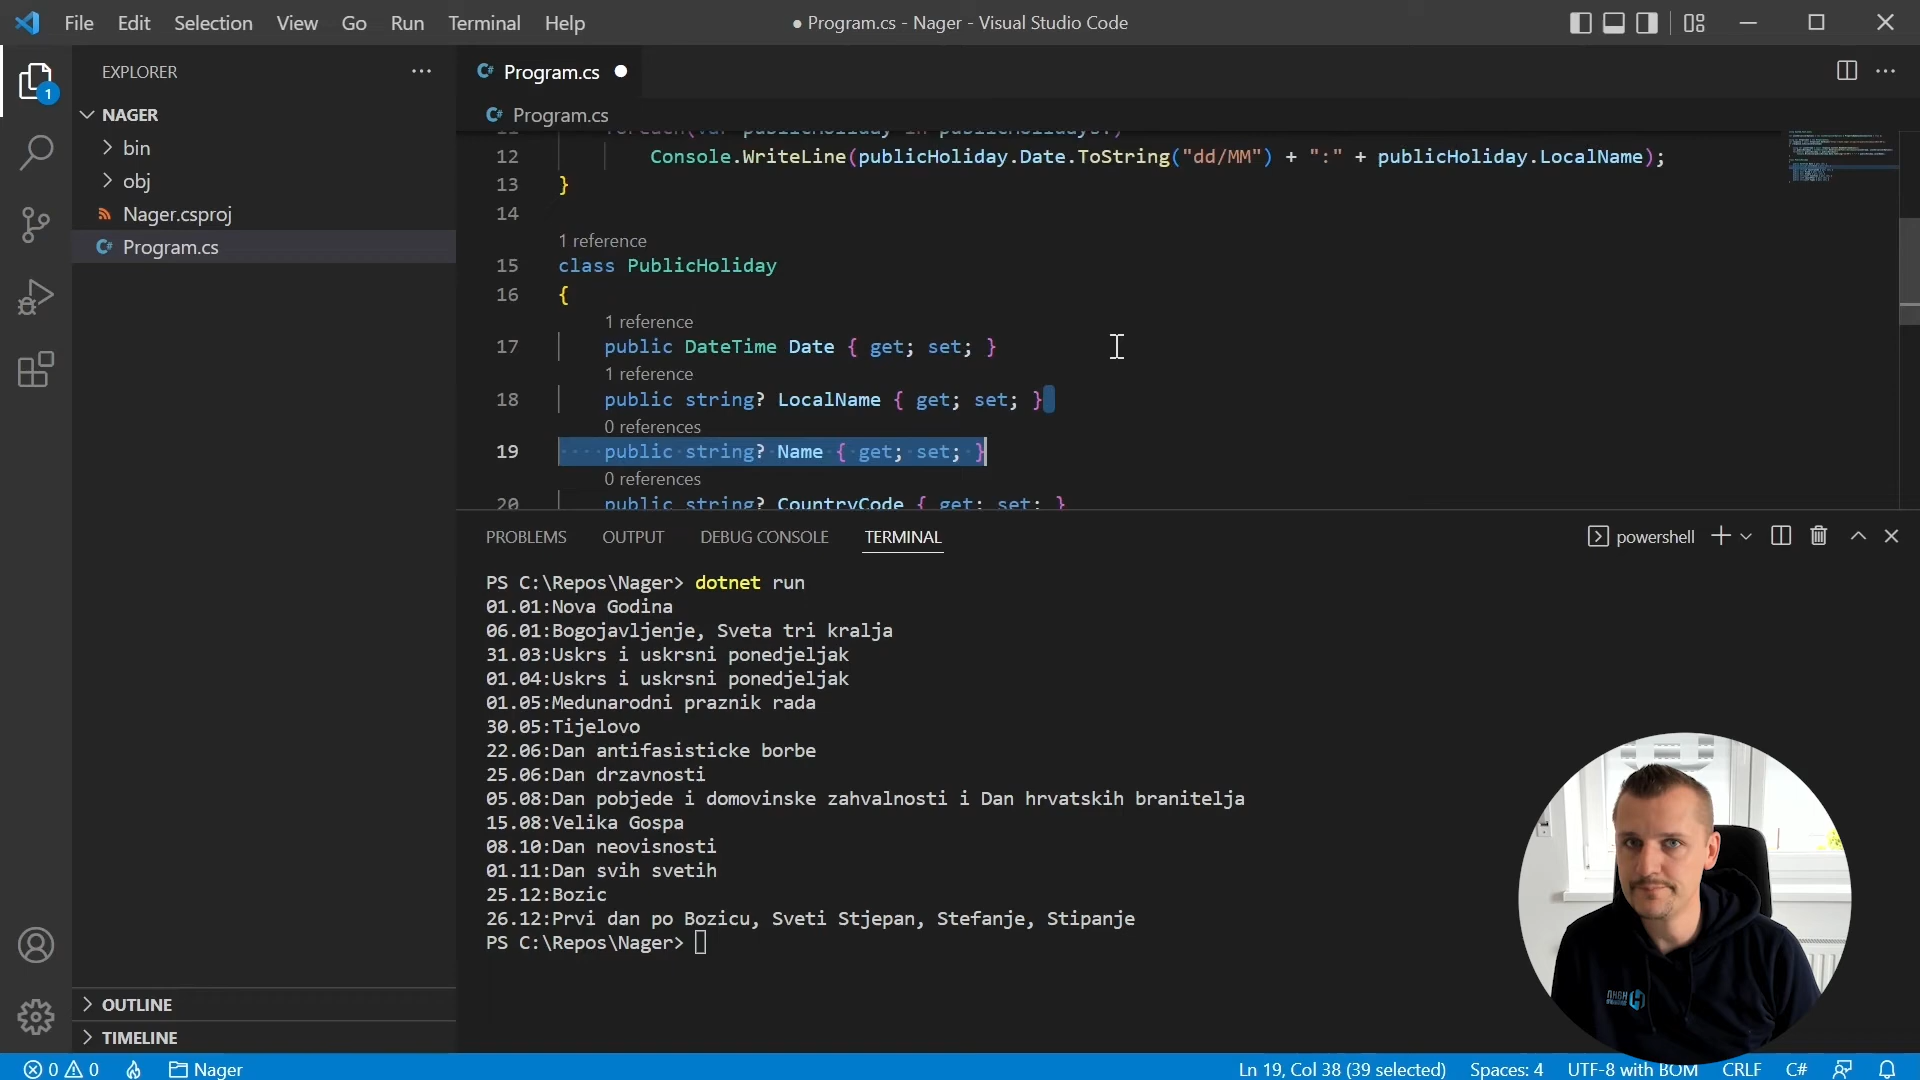 File Edit Selection View Go Run Terminal Help
● Program.cs - Nager - Visual Studio Code
EXPLORER
1
NAGER
bin
obj
Nager.csproj
Program.cs
OUTLINE
TIMELINE
Program.cs
Program.cs
12 Console.WriteLine(publicHoliday.Date.ToString("dd/MM") + ":" + publicHoliday.LocalName);
13 }
14
1 reference
15 class PublicHoliday
16 {
1 reference
17 public DateTime Date { get; set; }
1 reference
18 public string? LocalName { get; set; }
0 references
19 public string? Name { get; set; }
0 references
20 public string? CountryCode { get; set; }
PROBLEMS OUTPUT DEBUG CONSOLE TERMINAL
powershell
PS C:\Repos\Nager> dotnet run
01.01:Nova Godina
06.01:Bogojavljenje, Sveta tri kralja
31.03:Uskrs i uskrsni ponedjeljak
01.04:Uskrs i uskrsni ponedjeljak
01.05:Medunarodni praznik rada
30.05:Tijelovo
22.06:Dan antifasisticke borbe
25.06:Dan drzavnosti
05.08:Dan pobjede i domovinske zahvalnosti i Dan hrvatskih branitelja
15.08:Velika Gospa
08.10:Dan neovisnosti
01.11:Dan svih svetih
25.12:Bozic
26.12:Prvi dan po Bozicu, Sveti Stjepan, Stefanje, Stipanje
PS C:\Repos\Nager>
0 0 Nager
Ln 19, Col 38 (39 selected) Spaces: 4 UTF-8 with BOM CRLF C#